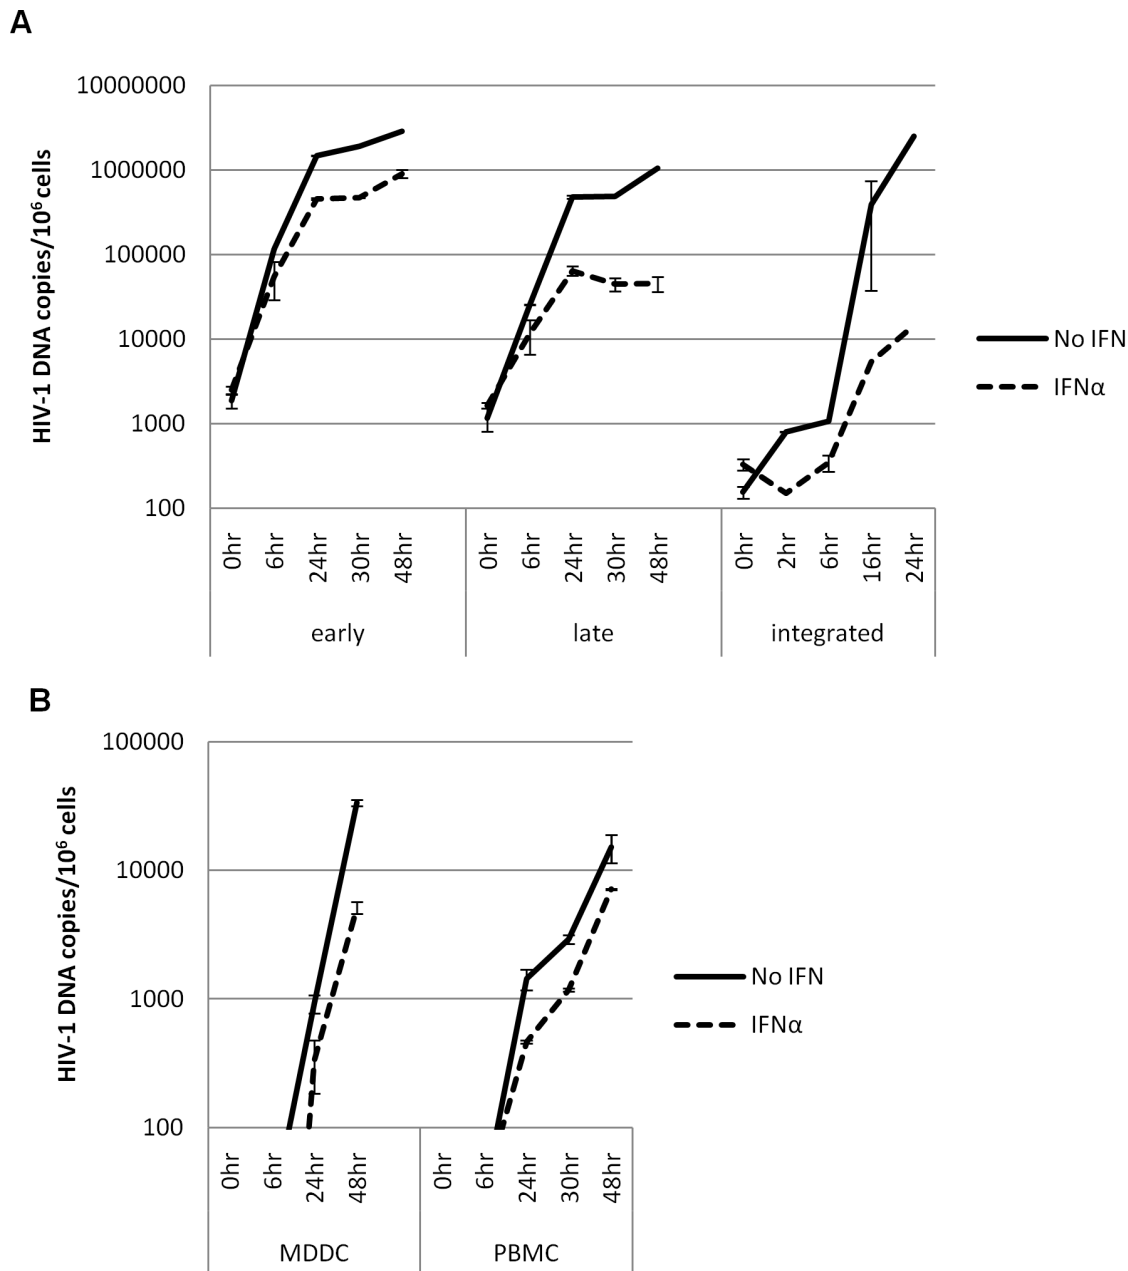 A
HIV-1 DNA copies/10⁶ cells
10000000
1000000
100000
10000
1000
100
0hr 6hr 24hr 30hr 48hr 0hr 6hr 24hr 30hr 48hr 0hr 2hr 6hr 16hr 24hr
early late integrated
No IFN
IFNα
B
HIV-1 DNA copies/10⁶ cells
100000
10000
1000
100
0hr 6hr 24hr 48hr 0hr 6hr 24hr 30hr 48hr
MDDC PBMC
No IFN
IFNα